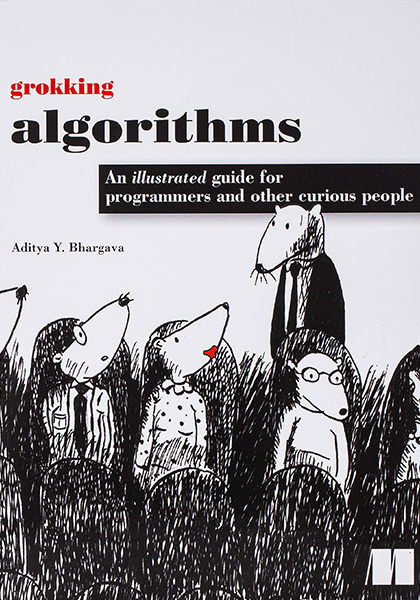 grokking
algorithms
An illustrated guide for
programmers and other curious people
Aditya Y. Bhargava